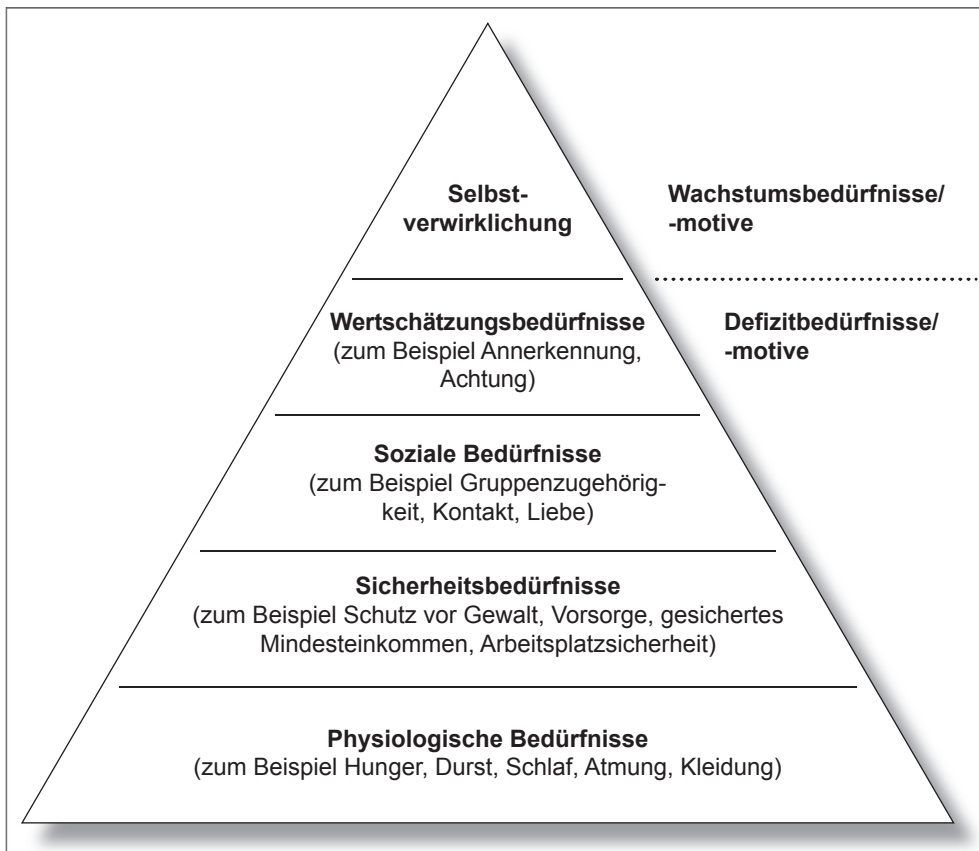 Selbst-
verwirklichung
Wachstumsbedürfnisse/
-motive
Wertschätzungsbedürfnisse
(zum Beispiel Annerkennung,
Achtung)
Defizitbedürfnisse/
-motive
Soziale Bedürfnisse
(zum Beispiel Gruppenzugehörig-
keit, Kontakt, Liebe)
Sicherheitsbedürfnisse
(zum Beispiel Schutz vor Gewalt, Vorsorge, gesichertes
Mindesteinkommen, Arbeitsplatzsicherheit)
Physiologische Bedürfnisse
(zum Beispiel Hunger, Durst, Schlaf, Atmung, Kleidung)